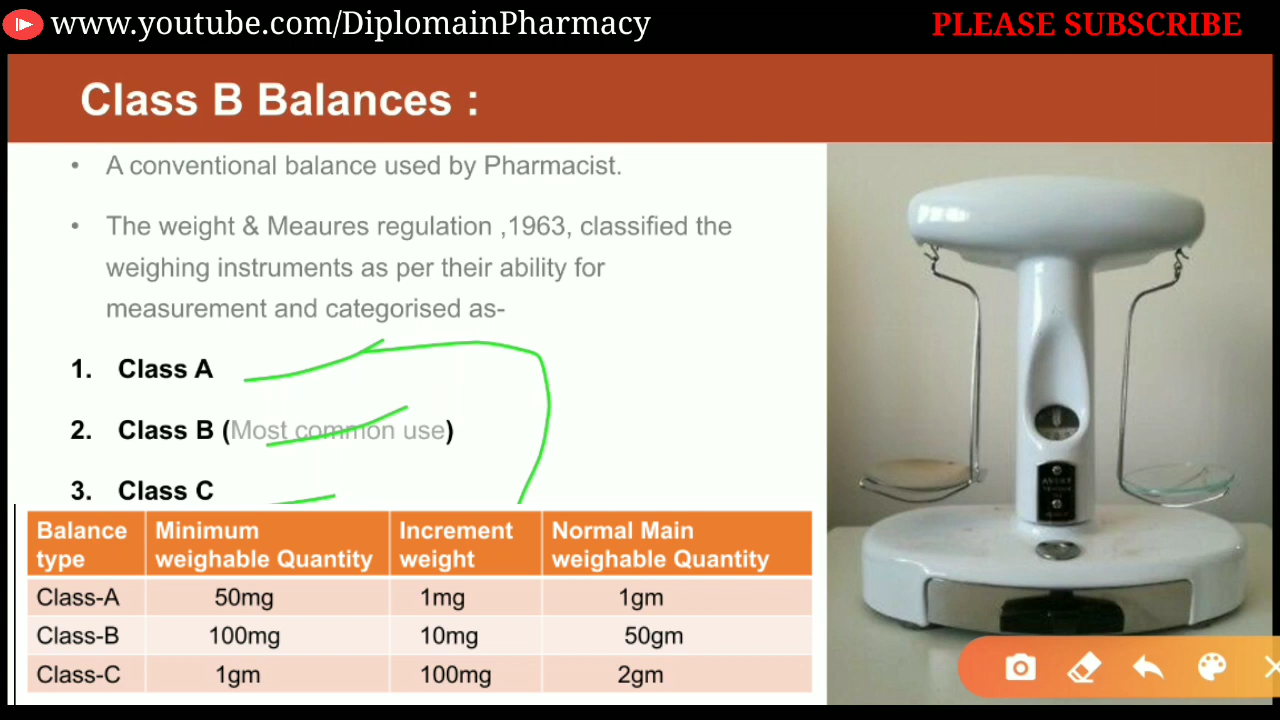 www.youtube.com/DiplomainPharmacy
PLEASE SUBSCRIBE
Class B Balances :
• A conventional balance used by Pharmacist.
• The weight & Meaures regulation ,1963, classified the
weighing instruments as per their ability for
measurement and categorised as-
1. Class A
2. Class B (Most common use)
3. Class C
Balance type Minimum weighable Quantity Increment weight Normal Main weighable Quantity
Class-A 50mg 1mg 1gm
Class-B 100mg 10mg 50gm
Class-C 1gm 100mg 2gm
AVERY